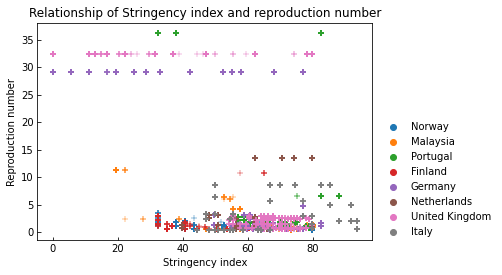 Relationship of Stringency index and reproduction number
35
30
25
20
15
10
5
0
Reproduction number
0 20 40 60 80
Stringency index
Norway
Malaysia
Portugal
Finland
Germany
Netherlands
United Kingdom
Italy